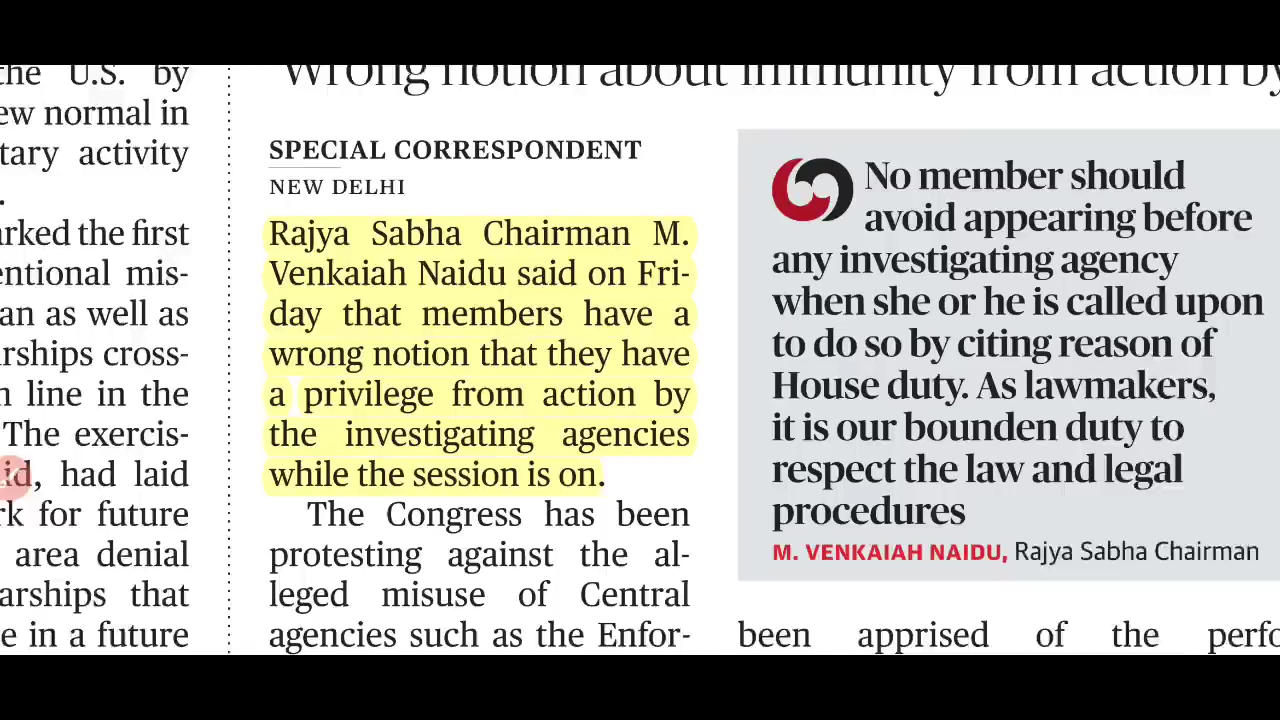 the U.S. by
ew normal in
tary activity
.
arked the first
entional mis-
an as well as
arships cross-
n line in the
The exercis-
id, had laid
rk for future
area denial
arships that
e in a future
Wrong notion about immunity from action by
SPECIAL CORRESPONDENT
NEW DELHI
Rajya Sabha Chairman M.
Venkaiah Naidu said on Fri-
day that members have a
wrong notion that they have
a privilege from action by
the investigating agencies
while the session is on.
The Congress has been
protesting against the al-
leged misuse of Central
agencies such as the Enfor-
No member should
avoid appearing before
any investigating agency
when she or he is called upon
to do so by citing reason of
House duty. As lawmakers,
it is our bounden duty to
respect the law and legal
procedures
M. VENKAIAH NAIDU, Rajya Sabha Chairman
been apprised of the perfo